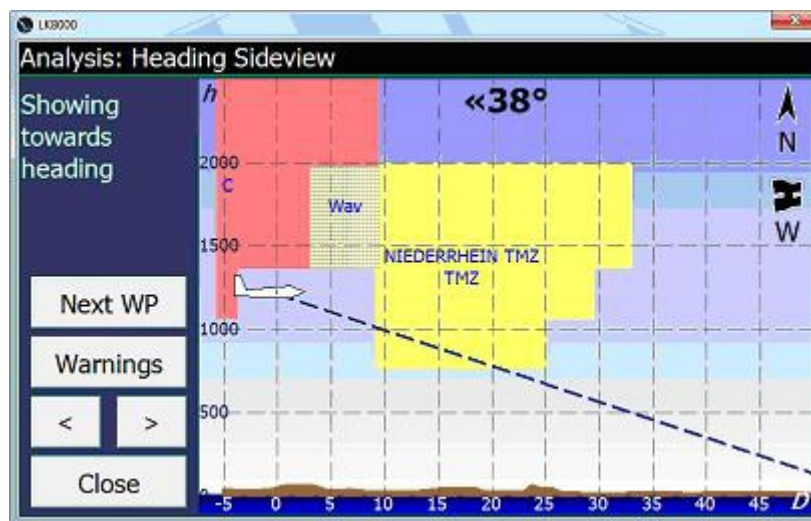 LK8000
Analysis: Heading Sideview
Showing
towards
heading
Next WP
Warnings
< >
Close
h
«38°
N
W
2000
C
Wav
1500
NIEDERRHEIN TMZ
TMZ
1000
500
0
-5 0 5 10 15 20 25 30 35 40 45 D